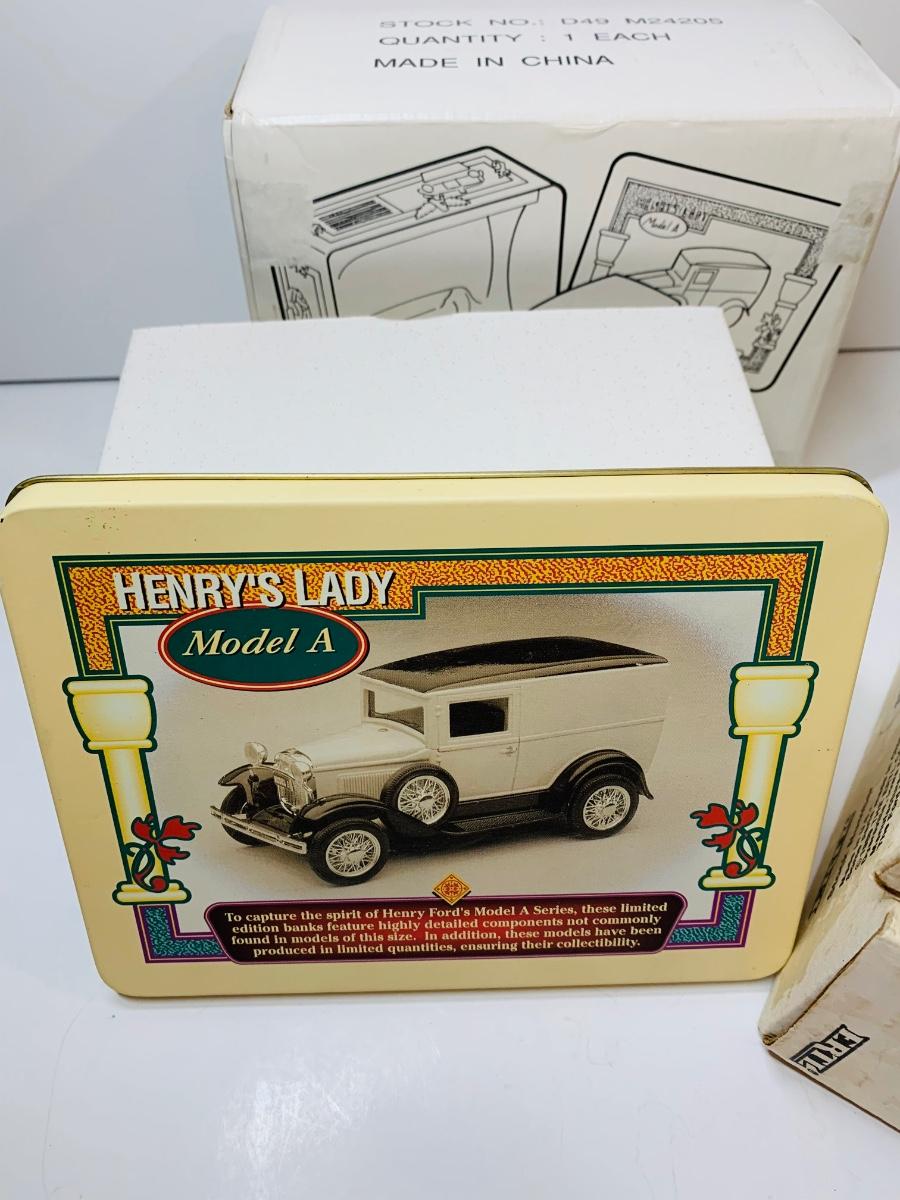 STOCK NO.: D49 M24205
QUANTITY : 1 EACH
MADE IN CHINA
Model A
HENRY'S LADY
Model A
To capture the spirit of Henry Ford's Model A Series, these limited
edition banks feature highly detailed components not commonly
found in models of this size. In addition, these models have been
produced in limited quantities, ensuring their collectibility.
ERTL